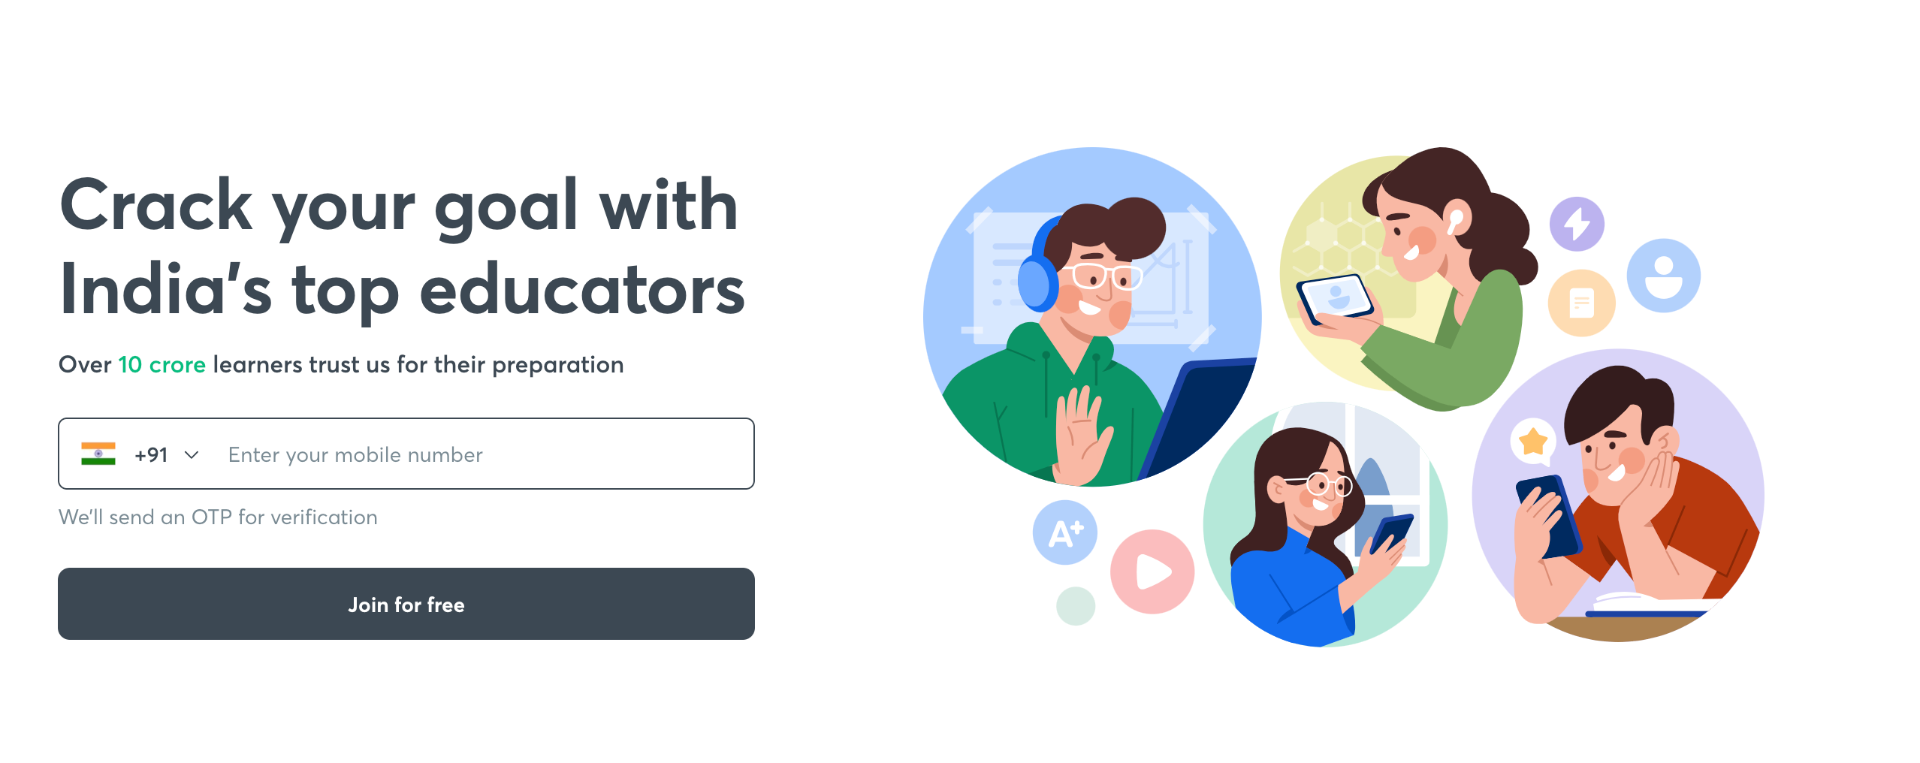 Crack your goal with
India's top educators
Over 10 crore learners trust us for their preparation
+91 Enter your mobile number
We'll send an OTP for verification
Join for free
A+